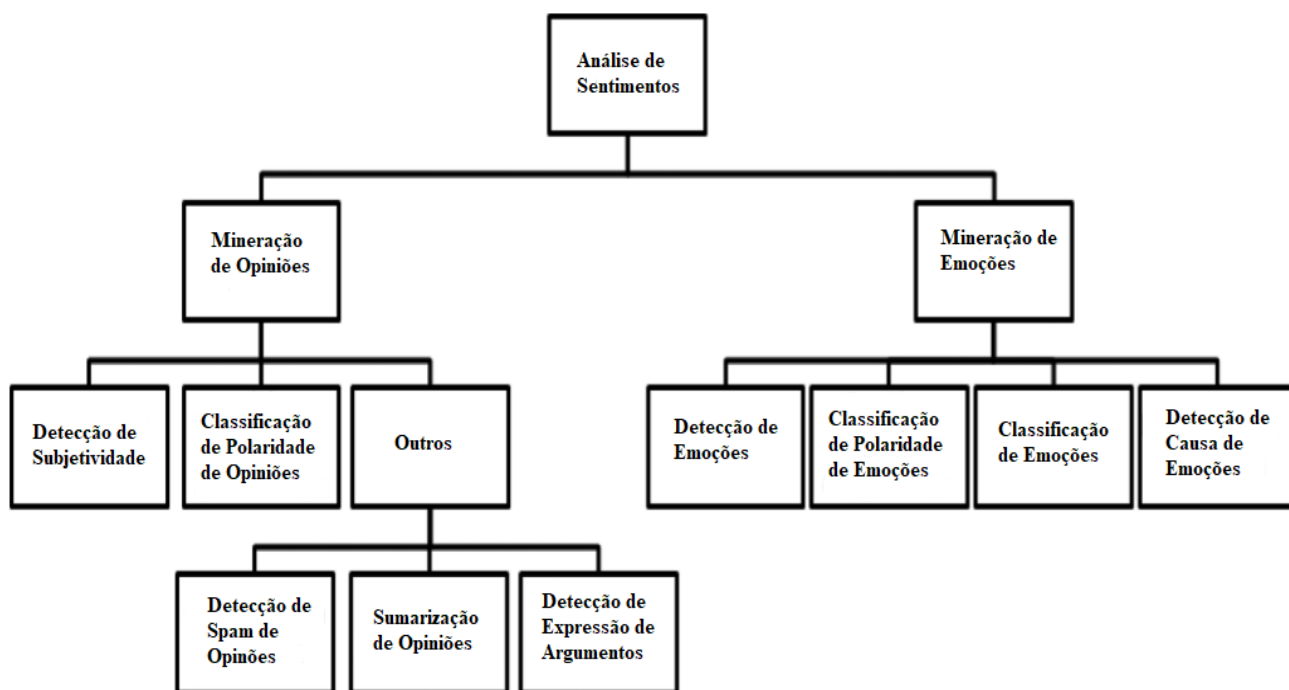 Análise de
Sentimentos
Mineração
de Opiniões
Mineração de
Emoções
Detecção de
Subjetividade
Classificação
de Polaridade
de Opiniões
Outros
Detecção de
Emoções
Classificação
de Polaridade
de Emoções
Classificação
de Emoções
Detecção de
Causa de
Emoções
Detecção de
Spam de
Opinões
Sumarização
de Opiniões
Detecção de
Expressão de
Argumentos